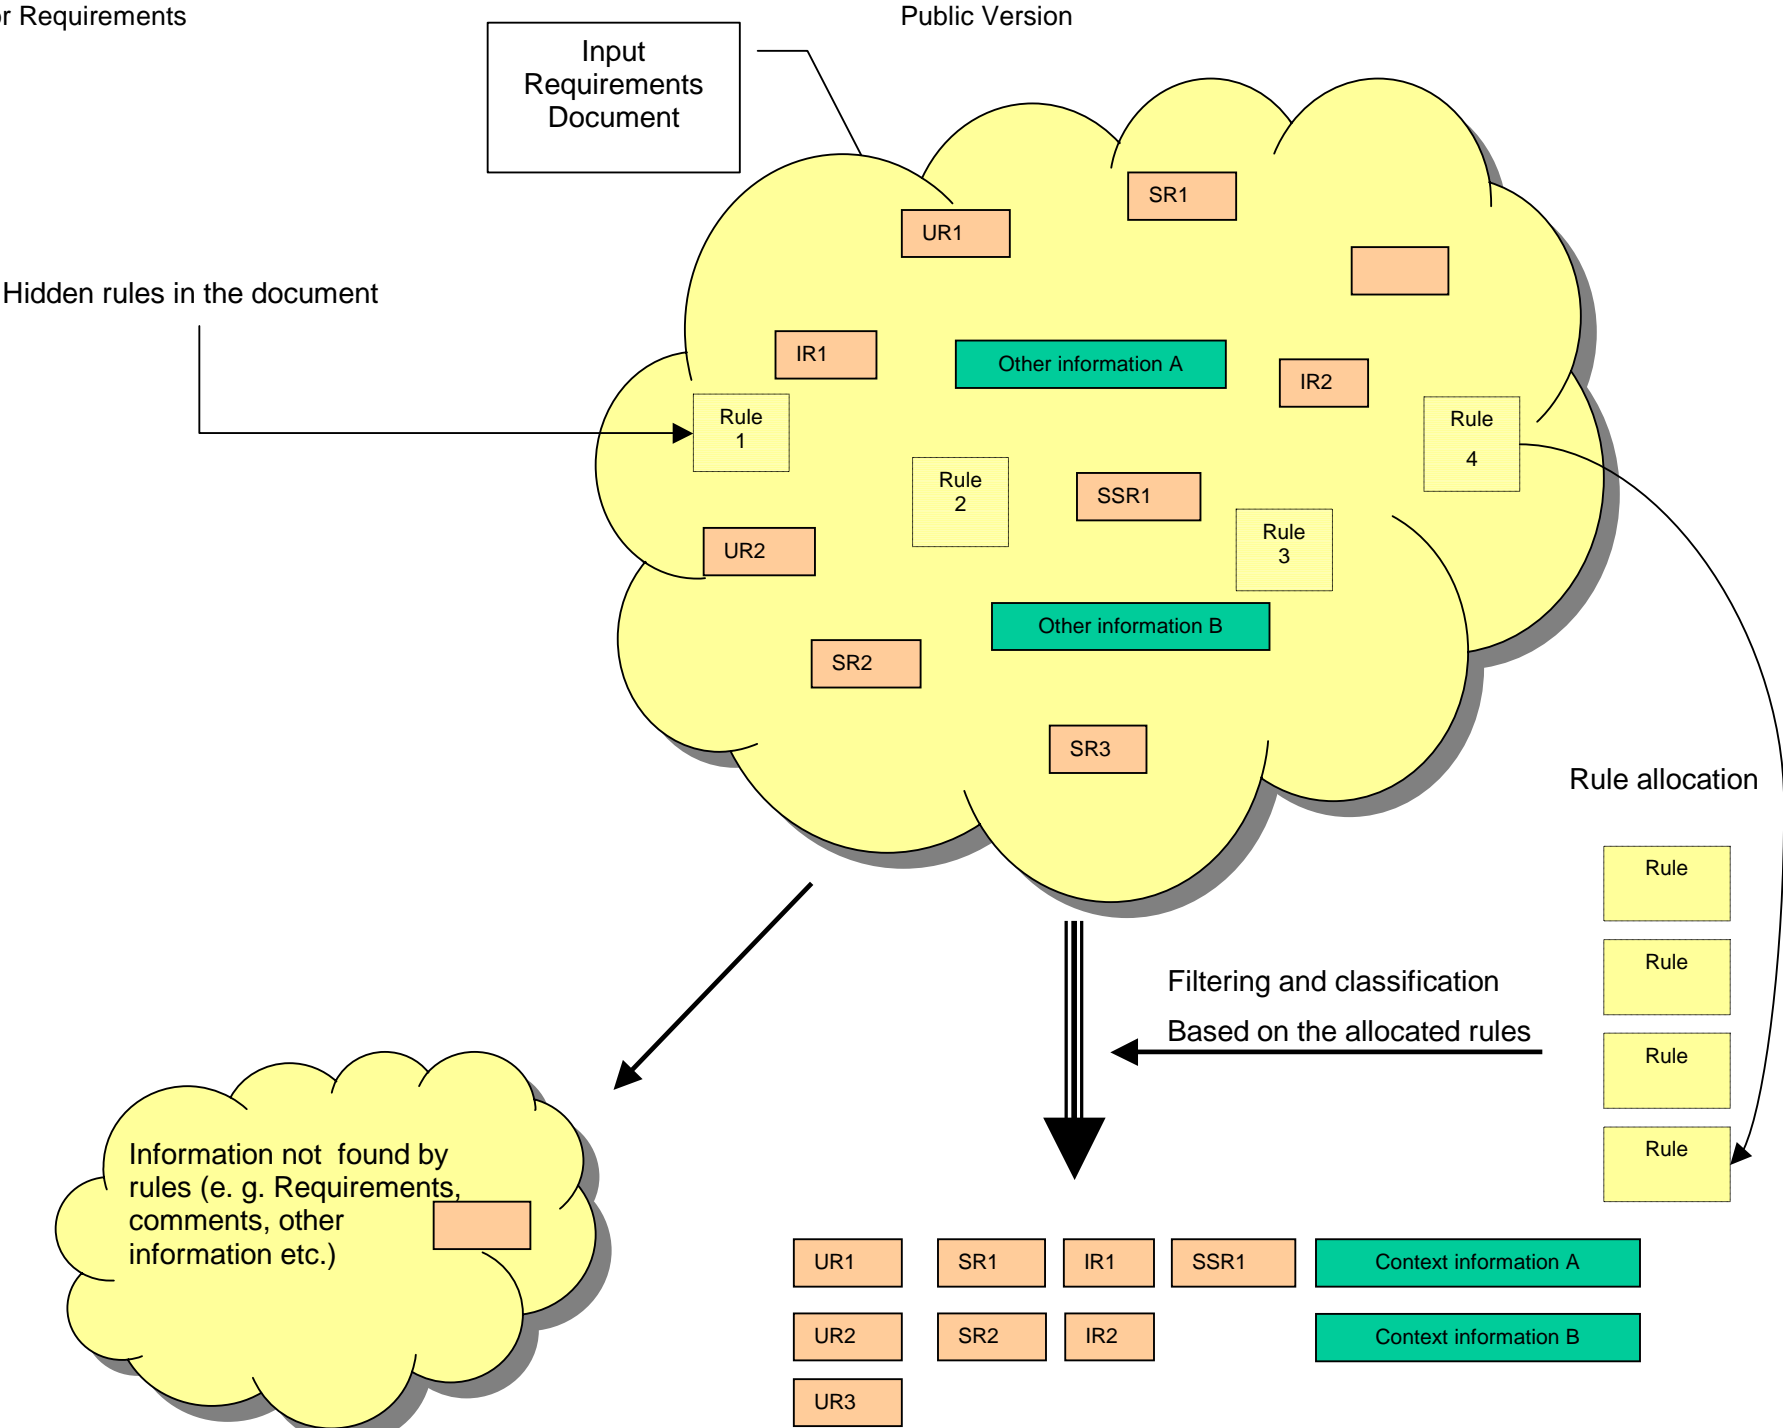 or Requirements
Public Version
Input
Requirements
Document
SR1
UR1
Hidden rules in the document
IR1
Other information A
IR2
Rule
1
Rule
4
Rule
2
SSR1
Rule
3
UR2
Other information B
SR2
SR3
Rule allocation
Rule
Rule
Filtering and classification
Based on the allocated rules
Rule
Rule
Information not  found by
rules (e. g. Requirements,
comments, other
information etc.)
UR1
SR1
IR1
SSR1
Context information A
UR2
SR2
IR2
Context information B
UR3